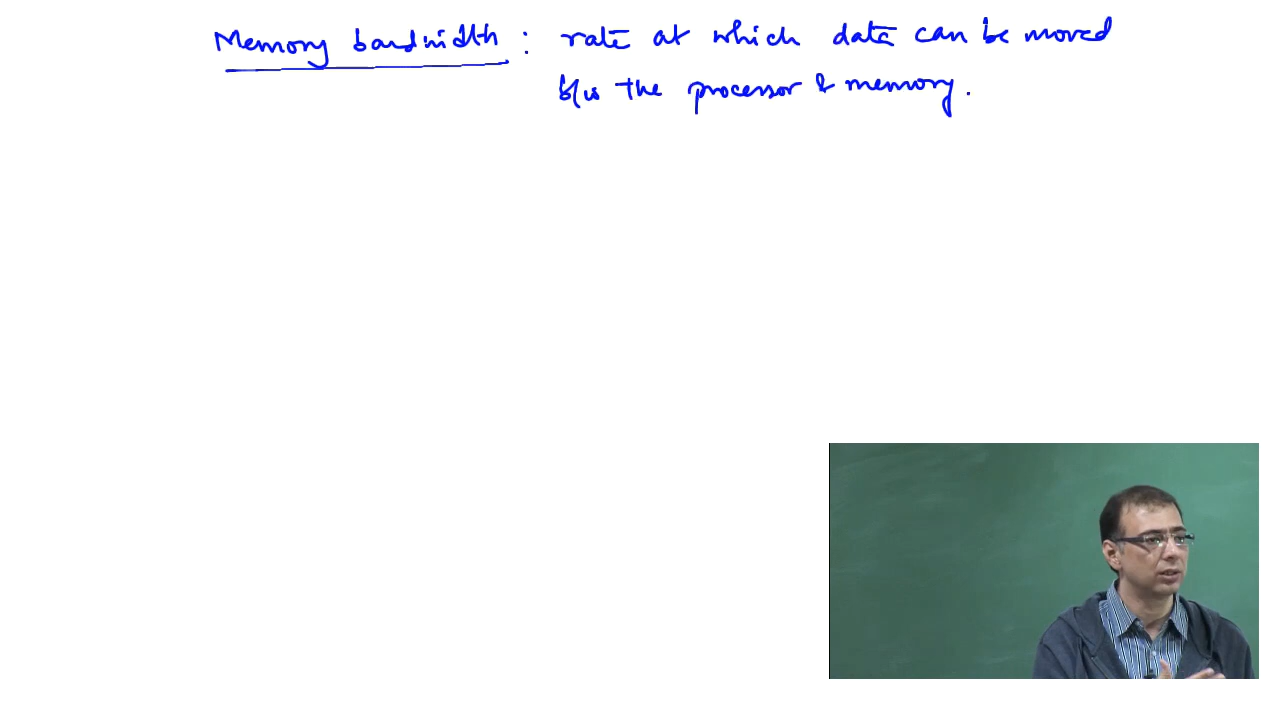 Memory bandwidth : rate at which data can be moved
b/w the processor & memory.